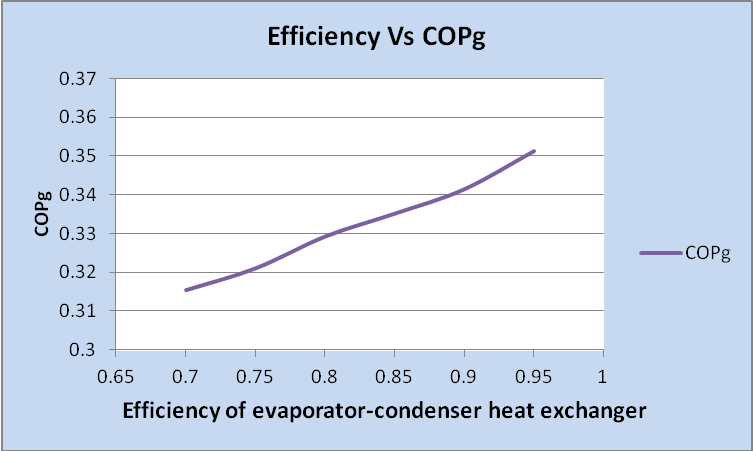 Efficiency Vs COPg
0.37
0.36
0.35
0.34
0.33
0.32
0.31
0.3
COPg
0.65 0.7 0.75 0.8 0.85 0.9 0.95 1
Efficiency of evaporator-condenser heat exchanger
COPg